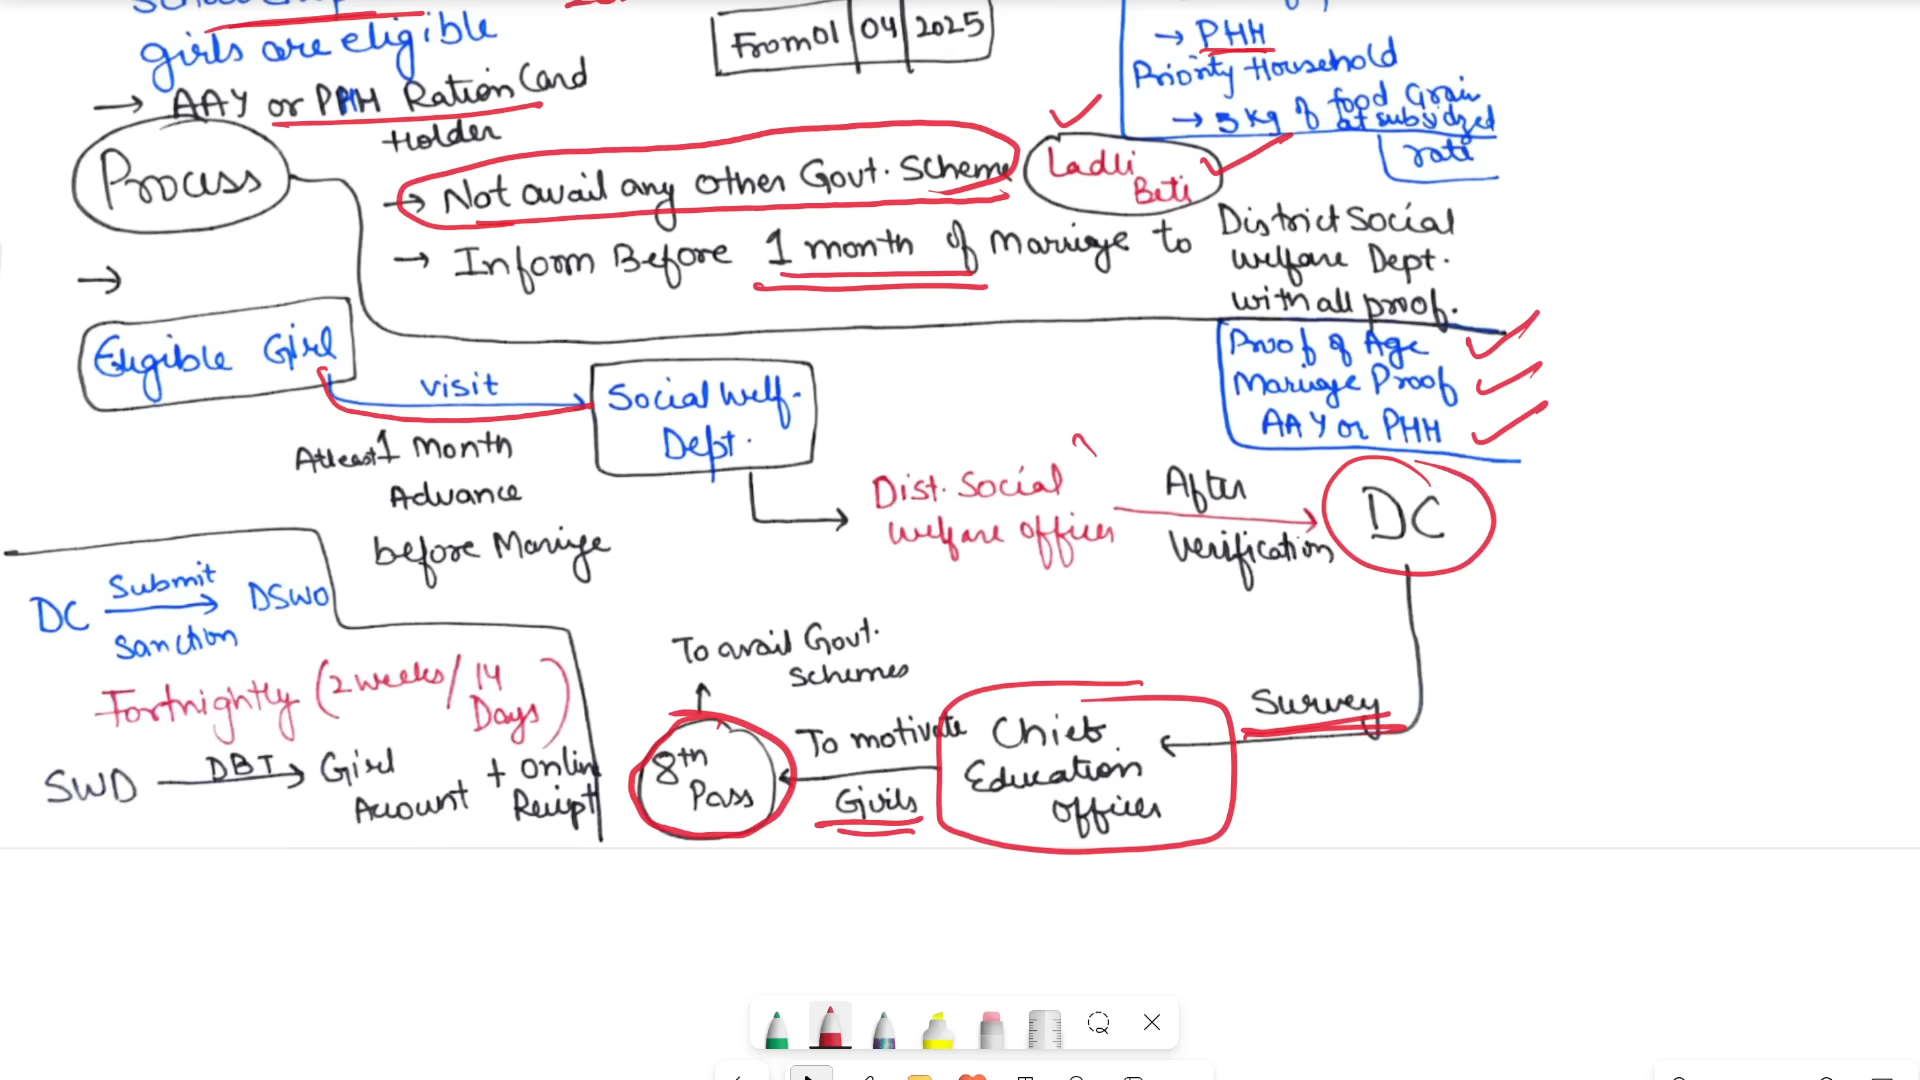 girls are eligible
From 01 | 04 | 2025
→ PHH
Priority Household
→ 5 kg of food Grain
at subsidized
rate
→ AAY or PHH Ration Card
Holder
Process
→ Not avail any other Govt. Scheme
Ladli
Beti
→ Inform Before 1 month of Marriage to
District Social
welfare Dept.
with all proof.
→
Proof of Age
Marriage Proof
AAY or PHH
Eligible Girl
visit
Social Welf.
Dept.
Atleast 1 Month
Advance
before Marriage
Dist. Social
welfare officer
After
verification
DC
DC Submit → DSWO
Sanction
Fortnightly (2 weeks / 14
Days)
SWD DBT → Girl
Account
+ Online
Recipt
To avail Govt.
Schemes
8th
Pass
To motivate
Girils
Chief
Education
officer
Survey